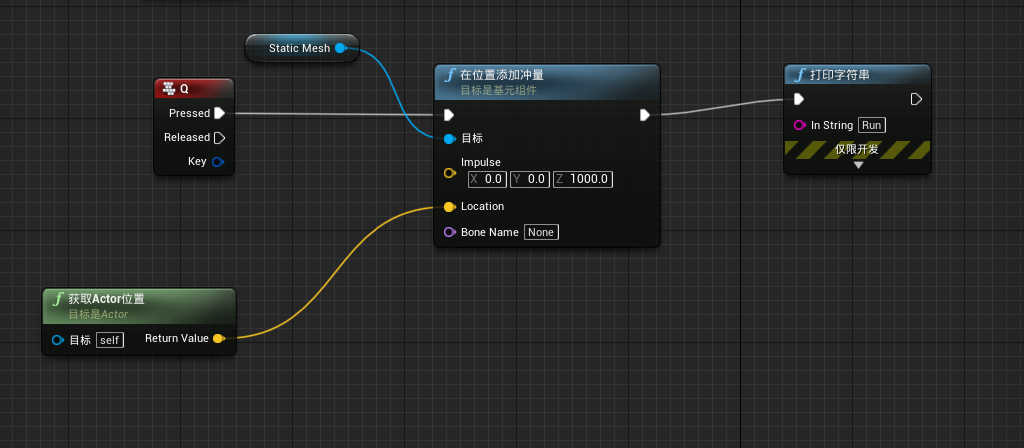 Static Mesh
Q
Pressed
Released
Key
在位置添加冲量
目标是基元组件
目标
Impulse
X 0.0 Y 0.0 Z 1000.0
Location
Bone Name None
打印字符串
In String Run
仅限开发
获取Actor位置
目标是Actor
目标 self Return Value